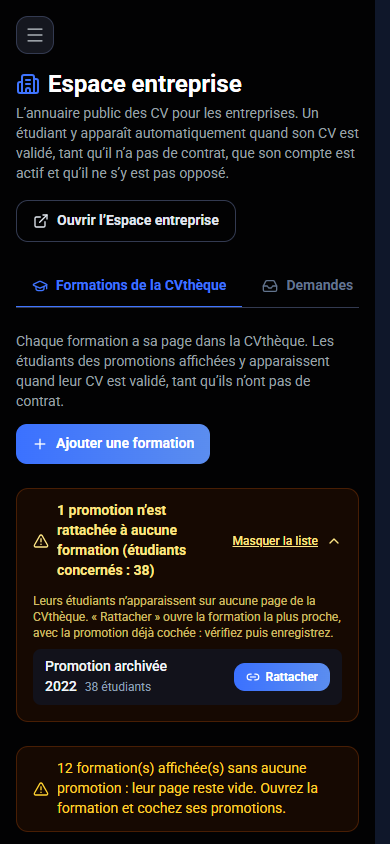 Espace entreprise
L’annuaire public des CV pour les entreprises. Un
étudiant y apparaît automatiquement quand son CV est
validé, tant qu’il n’a pas de contrat, que son compte est
actif et qu’il ne s’y est pas opposé.
Ouvrir l’Espace entreprise
Formations de la CVthèque Demandes
Chaque formation a sa page dans la CVthèque. Les
étudiants des promotions affichées y apparaissent
quand leur CV est validé, tant qu’ils n’ont pas de
contrat.
Ajouter une formation
1 promotion n’est
rattachée à aucune
formation (étudiants
concernés : 38)
Masquer la liste
Leurs étudiants n’apparaissent sur aucune page de la
CVthèque. « Rattacher » ouvre la formation la plus proche,
avec la promotion déjà cochée : vérifiez puis enregistrez.
Promotion archivée
2022 38 étudiants
Rattacher
12 formation(s) affichée(s) sans aucune
promotion : leur page reste vide. Ouvrez la
formation et cochez ses promotions.